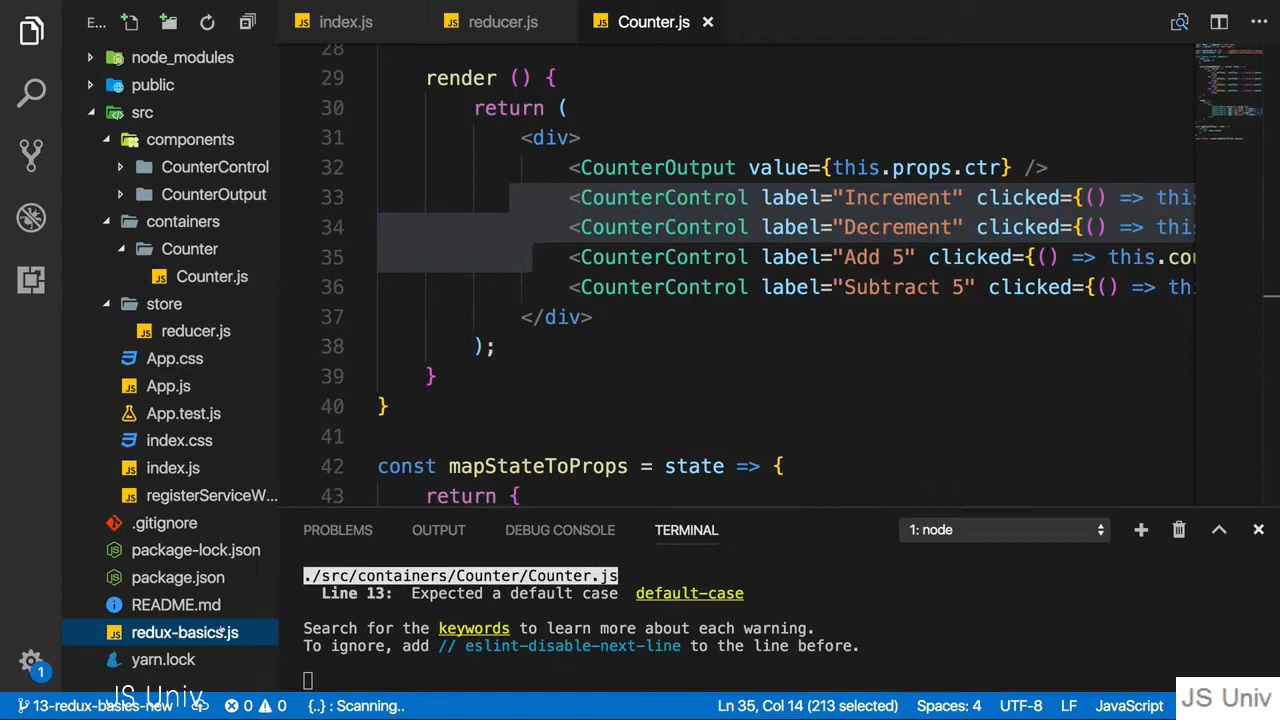 E...
index.js
reducer.js
Counter.js
node_modules
public
src
components
CounterControl
CounterOutput
containers
Counter
Counter.js
store
reducer.js
App.css
App.js
App.test.js
index.css
index.js
registerServiceW...
.gitignore
package-lock.json
package.json
README.md
redux-basics.js
yarn.lock
28
29 render () {
30 return (
31 <div>
32 <CounterOutput value={this.props.ctr} />
33 <CounterControl label="Increment" clicked={() => this
34 <CounterControl label="Decrement" clicked={() => this
35 <CounterControl label="Add 5" clicked={() => this.cou
36 <CounterControl label="Subtract 5" clicked={() => thi
37 </div>
38 );
39 }
40 }
41
42 const mapStateToProps = state => {
43 return {
PROBLEMS OUTPUT DEBUG CONSOLE TERMINAL 1: node
./src/containers/Counter/Counter.js
Line 13: Expected a default case default-case
Search for the keywords to learn more about each warning.
To ignore, add // eslint-disable-next-line to the line before.
1
JS Univ
13-redux-basics-new 0 0 {..} : Scanning.. Ln 35, Col 14 (213 selected) Spaces: 4 UTF-8 LF JavaScript
JS Univ